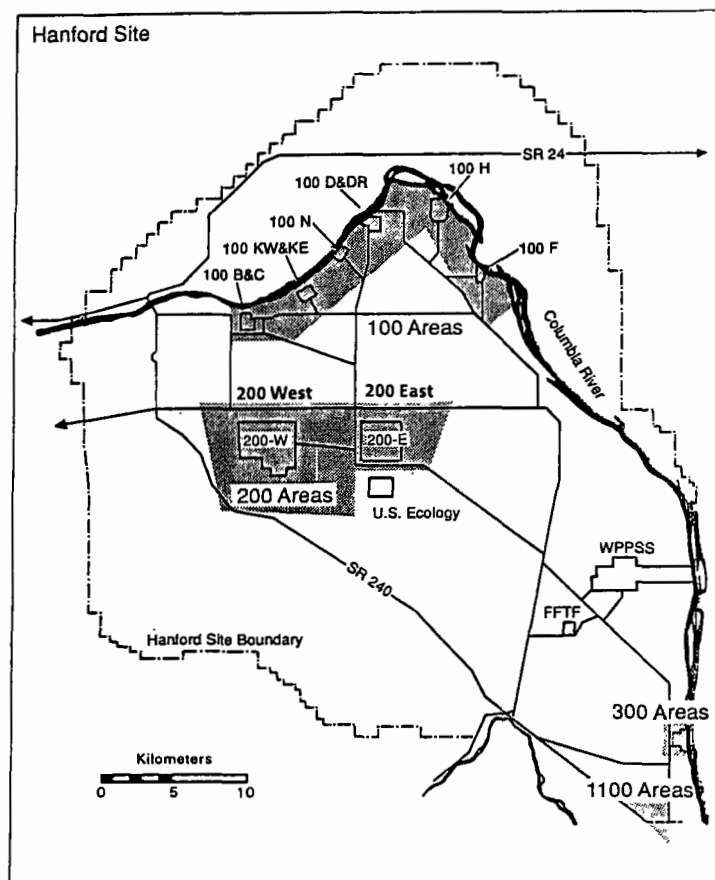 Hanford Site
SR 24
100 H
100 D&DR
100 N
100 F
100 KW&KE
100 B&C
100 Areas
Columbia River
200 West
200 East
200-W
200-E
200 Areas
U.S. Ecology
WPPSS
SR 240
FFTF
Hanford Site Boundary
300 Areas
Kilometers
1100 Areas
0 5 10